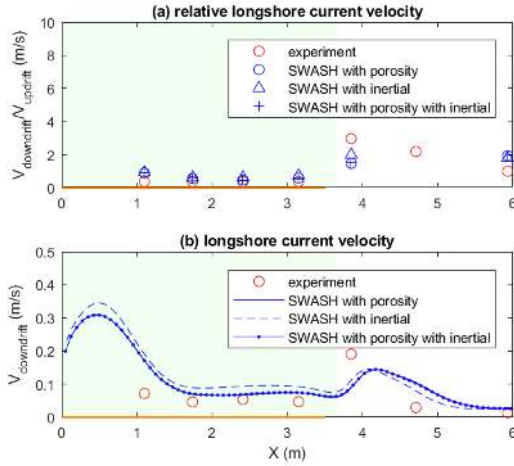 (a) relative longshore current velocity
10
8
6
4
2
0
V_downdrift/V_updrift (m/s)
experiment
SWASH with porosity
SWASH with inertial
SWASH with porosity with inertial
0 1 2 3 4 5 6
(b) longshore current velocity
0.5
0.4
0.3
0.2
0.1
0
V_downdrift (m/s)
experiment
SWASH with porosity
SWASH with inertial
SWASH with porosity with inertial
0 1 2 3 4 5 6
X (m)